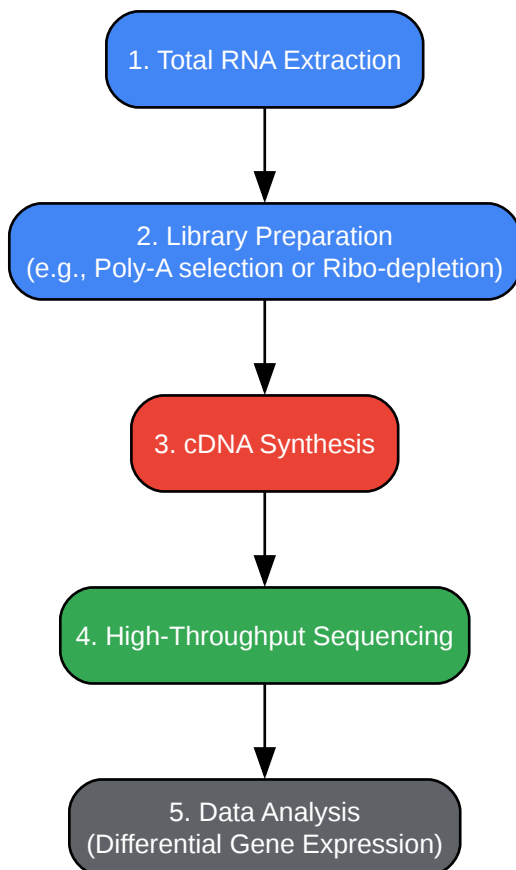 1. Total RNA Extraction
2. Library Preparation
(e.g., Poly-A selection or Ribo-depletion)
3. cDNA Synthesis
4. High-Throughput Sequencing
5. Data Analysis
(Differential Gene Expression)